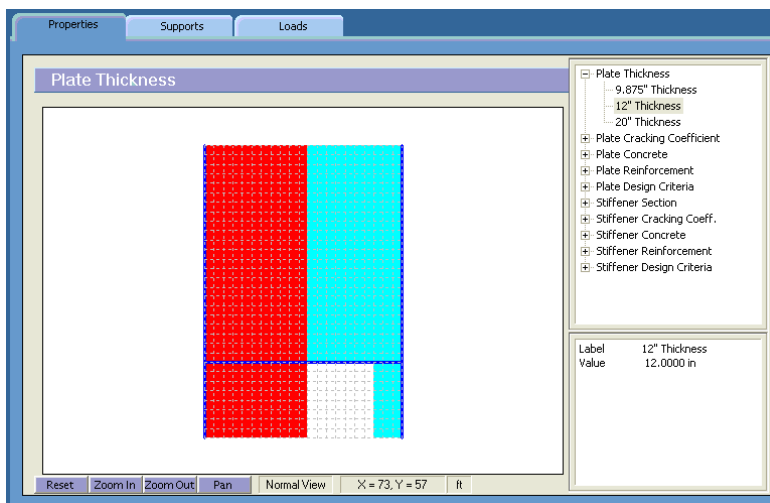 Properties
Supports
Loads
Plate Thickness
Plate Thickness
9.875" Thickness
12" Thickness
20" Thickness
Plate Cracking Coefficient
Plate Concrete
Plate Reinforcement
Plate Design Criteria
Stiffener Section
Stiffener Cracking Coeff.
Stiffener Concrete
Stiffener Reinforcement
Stiffener Design Criteria
Label 12" Thickness
Value 12.0000 in
Reset Zoom In Zoom Out Pan Normal View X = 73, Y = 57 ft